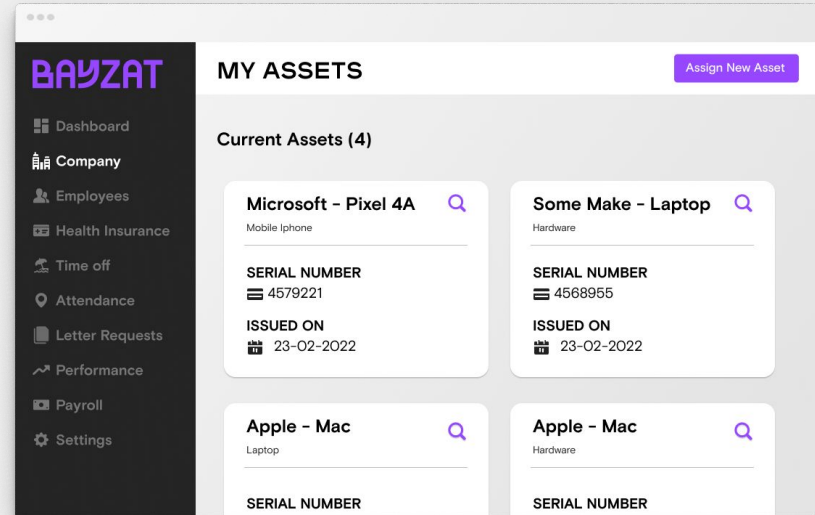 BAYZAT
MY ASSETS
Assign New Asset
Dashboard
Company
Employees
Health Insurance
Time off
Attendance
Letter Requests
Performance
Payroll
Settings
Current Assets (4)
Microsoft - Pixel 4A
Mobile Iphone
SERIAL NUMBER
4579221
ISSUED ON
23-02-2022
Some Make - Laptop
Hardware
SERIAL NUMBER
4568955
ISSUED ON
23-02-2022
Apple - Mac
Laptop
SERIAL NUMBER
Apple - Mac
Hardware
SERIAL NUMBER